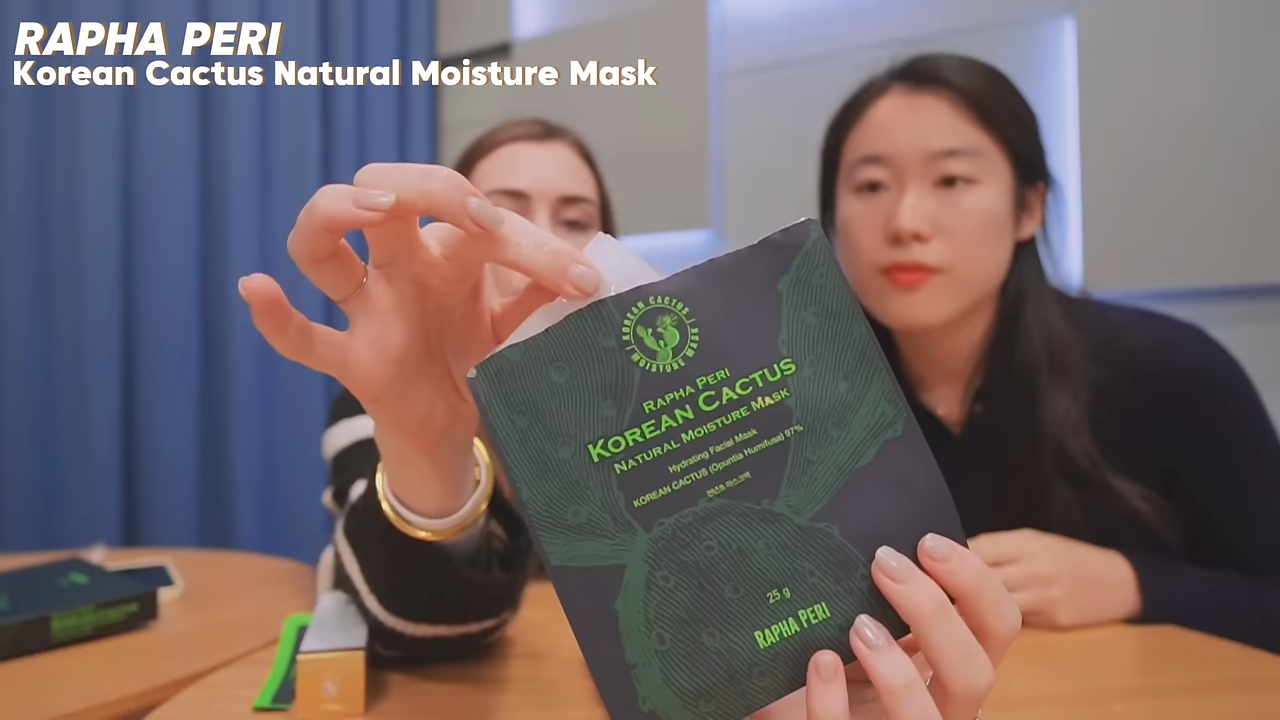 RAPHA PERI
Korean Cactus Natural Moisture Mask
KOREAN CACTUS
MOISTURE MASK
RAPHA PERI
KOREAN CACTUS
NATURAL MOISTURE MASK
Hydrating Facial Mask
KOREAN CACTUS (Opuntia Humifusa) 97%
천년초 마스크팩
25 g
RAPHA PERI